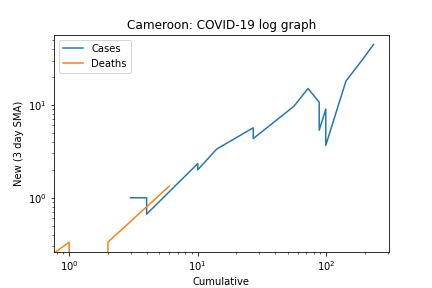 Cameroon: COVID-19 log graph
Cases
Deaths
New (3 day SMA)
10¹
10⁰
10⁰
10¹
10²
Cumulative